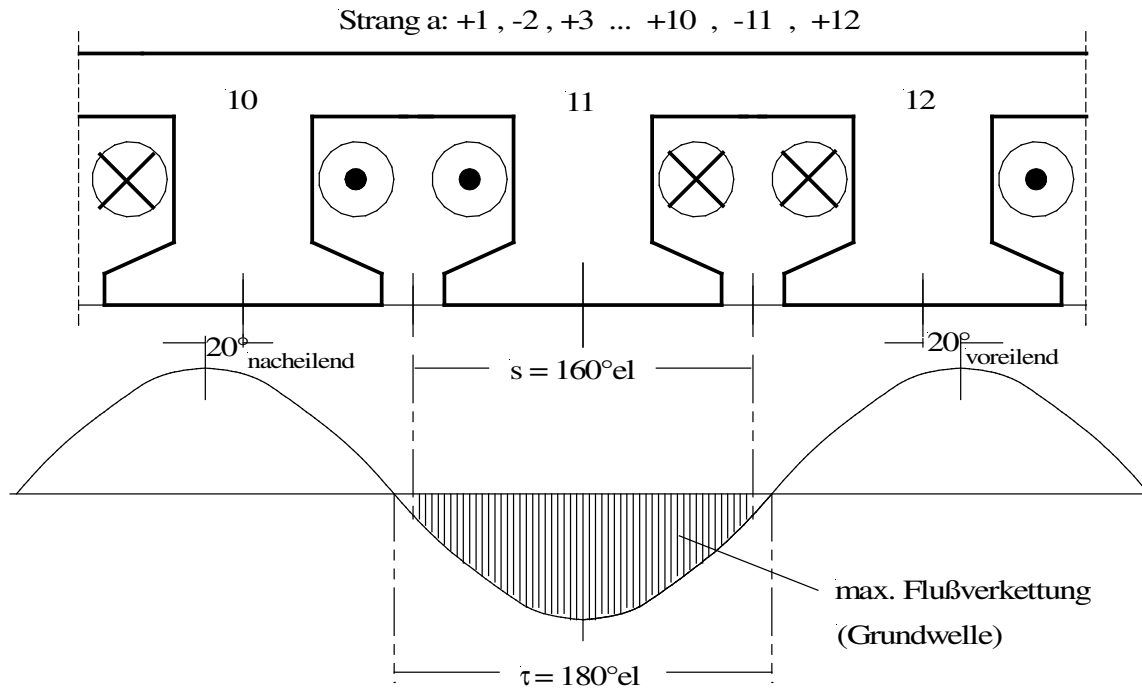 Strang a: +1 , -2 , +3 ... +10 , -11 , +12
10 11 12
20° nacheilend
20° voreilend
s = 160°el
max. Flußverkettung
(Grundwelle)
τ = 180°el